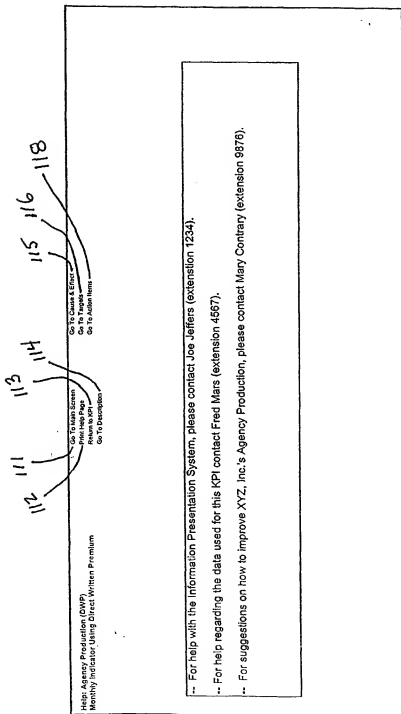 111
112
113
114
115
116
118
Help: Agency Production (DWP)
Monthly Indicator Using Direct Written Premium
Go To Main Screen
Print Help Page
Return to KPI
Go To Description
Go To Cause & Effect
Go To Targets
Go To Action Items
-- For help with the Information Presentation System, please contact Joe Jeffers (extenstion 1234).
-- For help regarding the data used for this KPI contact Fred Mars (extension 4567).
-- For suggestions on how to improve XYZ, Inc.'s Agency Production, please contact Mary Contrary (extension 9876).